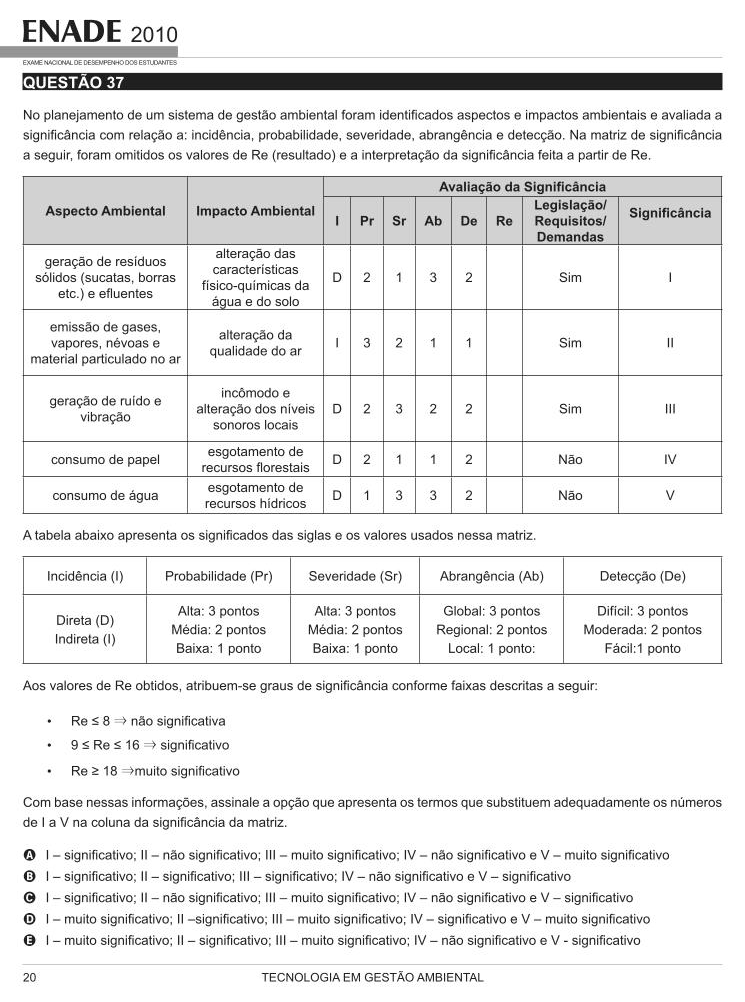 ENADE 2010
EXAME NACIONAL DE DESEMPENHO DOS ESTUDANTES
QUESTÃO 37
No planejamento de um sistema de gestão ambiental foram identificados aspectos e impactos ambientais e avaliada a
significância com relação a: incidência, probabilidade, severidade, abrangência e detecção. Na matriz de significância
a seguir, foram omitidos os valores de Re (resultado) e a interpretação da significância feita a partir de Re.
Aspecto Ambiental Impacto Ambiental Avaliação da Significância
I Pr Sr Ab De Re Legislação/
Requisitos/
Demandas Significância
geração de resíduos
sólidos (sucatas, borras
etc.) e efluentes
alteração das
características
físico-químicas da
água e do solo
D 2 1 3 2 Sim I
emissão de gases,
vapores, névoas e
material particulado no ar
alteração da
qualidade do ar
I 3 2 1 1 Sim II
geração de ruído e
vibração
incômodo e
alteração dos níveis
sonoros locais
D 2 3 2 2 Sim III
consumo de papel
esgotamento de
recursos florestais
D 2 1 1 2 Não IV
consumo de água
esgotamento de
recursos hídricos
D 1 3 3 2 Não V
A tabela abaixo apresenta os significados das siglas e os valores usados nessa matriz.
Incidência (I) Probabilidade (Pr) Severidade (Sr) Abrangência (Ab) Detecção (De)
Direta (D)
Indireta (I)
Alta: 3 pontos
Média: 2 pontos
Baixa: 1 ponto
Alta: 3 pontos
Média: 2 pontos
Baixa: 1 ponto
Global: 3 pontos
Regional: 2 pontos
Local: 1 ponto:
Difícil: 3 pontos
Moderada: 2 pontos
Fácil:1 ponto
Aos valores de Re obtidos, atribuem-se graus de significância conforme faixas descritas a seguir:
• Re ≤ 8 ⇒ não significativa
• 9 ≤ Re ≤ 16 ⇒ significativo
• Re ≥ 18 ⇒muito significativo
Com base nessas informações, assinale a opção que apresenta os termos que substituem adequadamente os números
de I a V na coluna da significância da matriz.
A I – significativo; II – não significativo; III – muito significativo; IV – não significativo e V – muito significativo
B I – significativo; II – significativo; III – significativo; IV – não significativo e V – significativo
C I – significativo; II – não significativo; III – muito significativo; IV – não significativo e V – significativo
D I – muito significativo; II –significativo; III – muito significativo; IV – significativo e V – muito significativo
E I – muito significativo; II – significativo; III – muito significativo; IV – não significativo e V - significativo
20
TECNOLOGIA EM GESTÃO AMBIENTAL